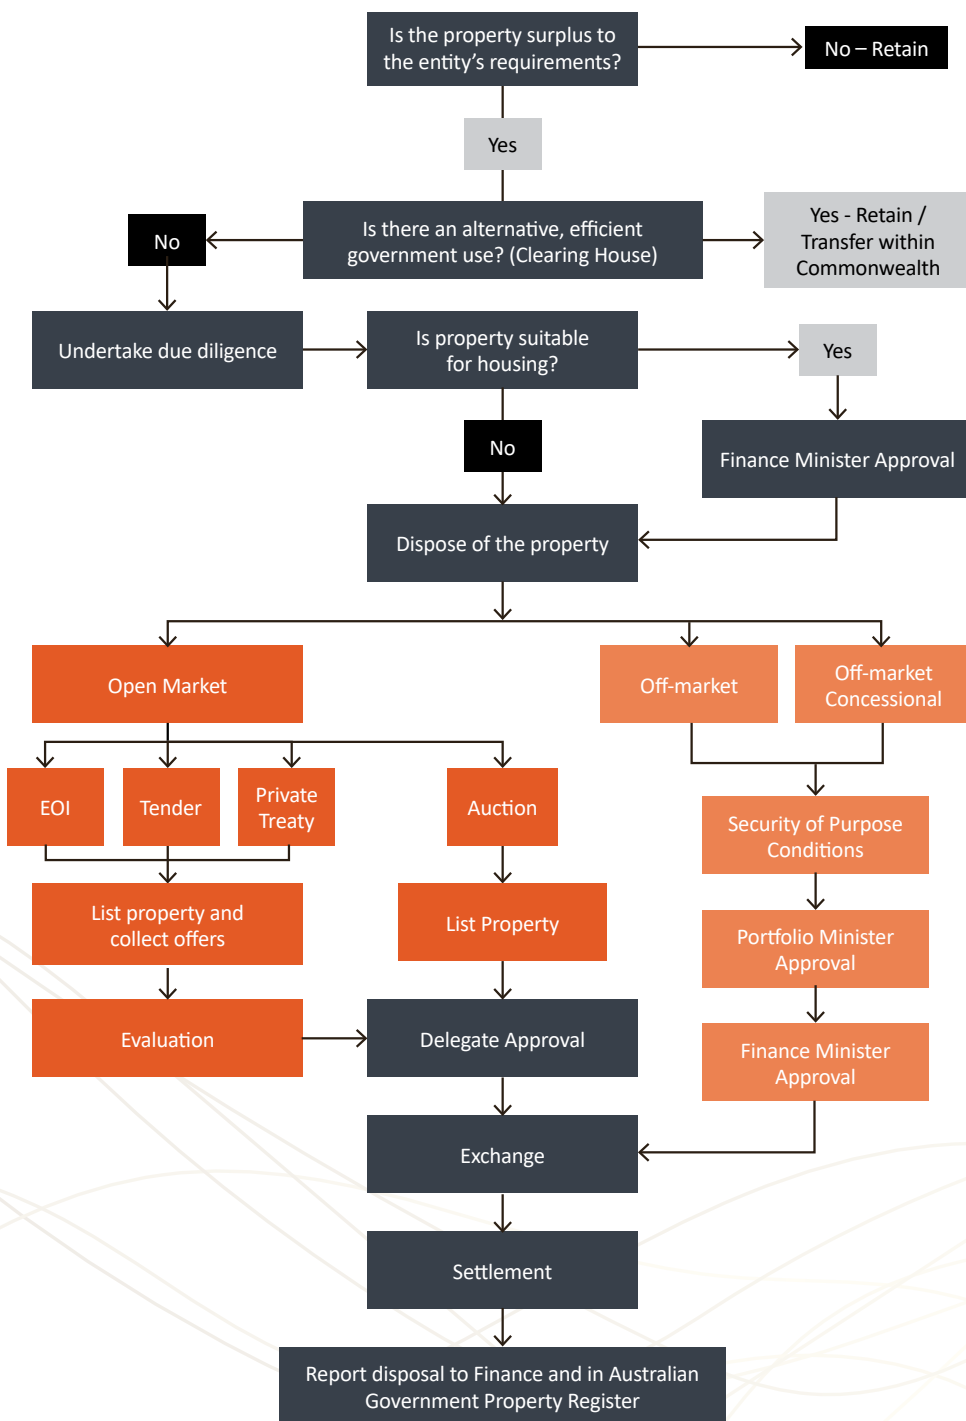 Is the property surplus to
the entity's requirements?
No – Retain
Yes
No
Is there an alternative, efficient
government use? (Clearing House)
Yes - Retain /
Transfer within
Commonwealth
Undertake due diligence
Is property suitable
for housing?
Yes
No
Finance Minister Approval
Dispose of the property
Open Market
Off-market
Off-market
Concessional
EOI
Tender
Private
Treaty
Auction
Security of Purpose
Conditions
List property and
collect offers
List Property
Portfolio Minister
Approval
Evaluation
Delegate Approval
Finance Minister
Approval
Exchange
Settlement
Report disposal to Finance and in Australian
Government Property Register